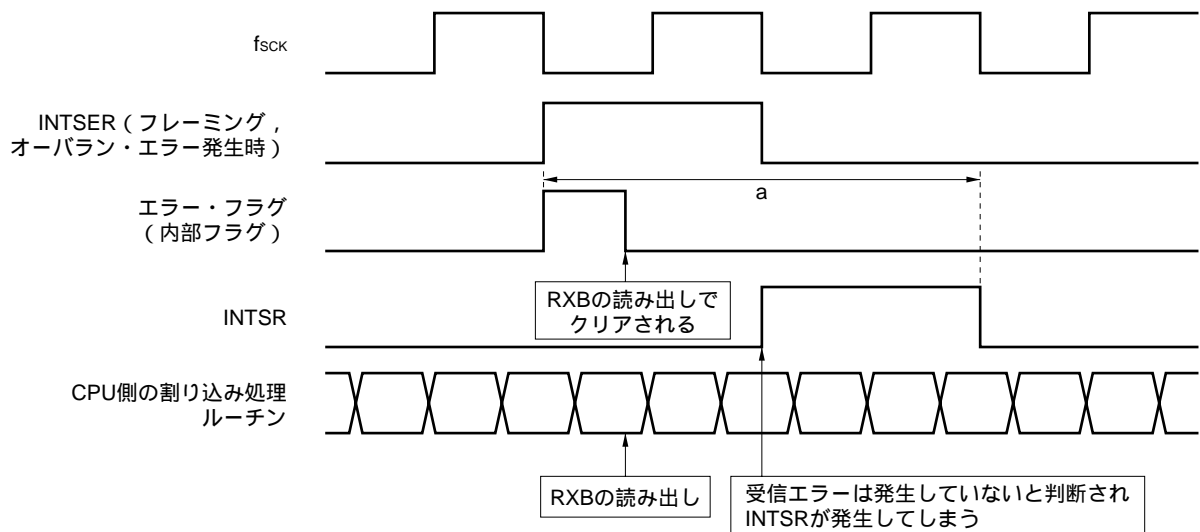 fSCK
INTSER（フレーミング，
オーバラン・エラー発生時）
a
エラー・フラグ
（内部フラグ）
RXBの読み出しで
クリアされる
INTSR
CPU側の割り込み処理
ルーチン
RXBの読み出し
受信エラーは発生していないと判断され
INTSRが発生してしまう